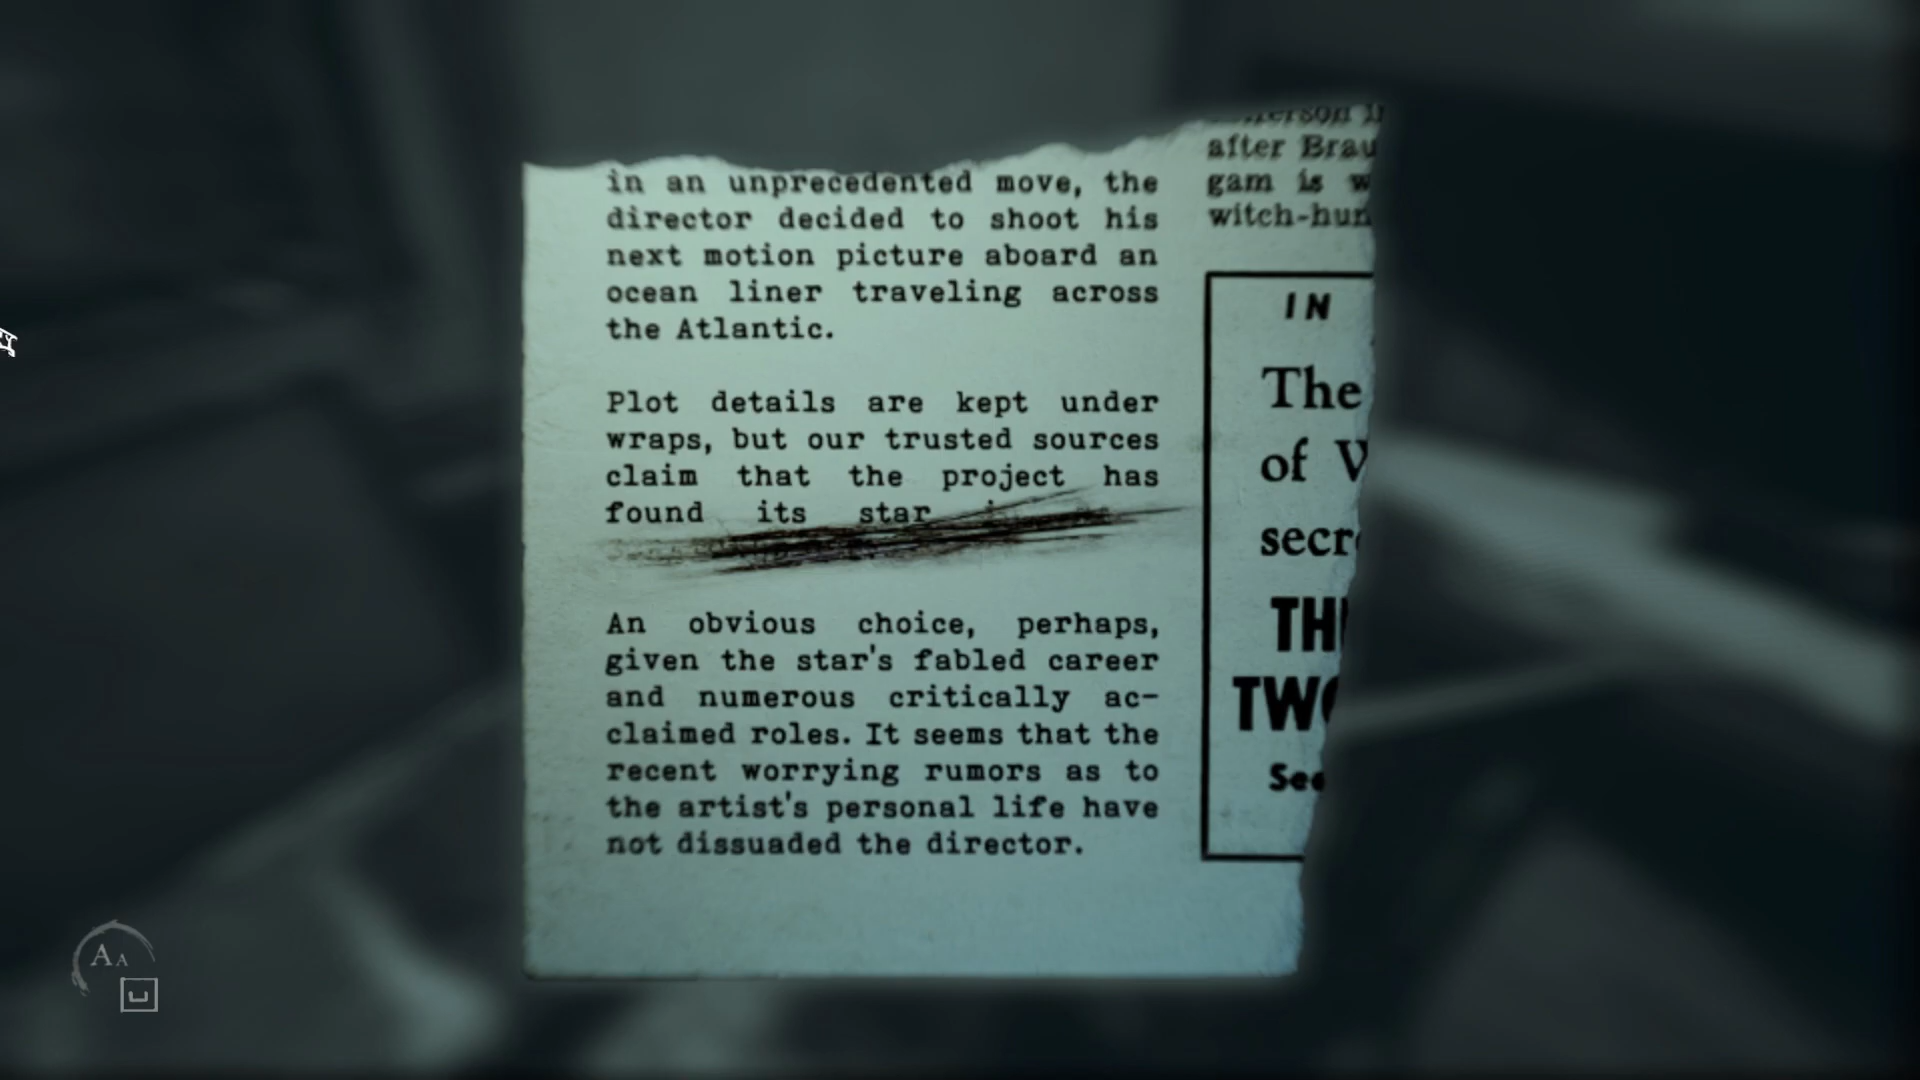 in an unprecedented move, the
director decided to shoot his
next motion picture aboard an
ocean liner traveling across
the Atlantic.
Plot details are kept under
wraps, but our trusted sources
claim that the project has
found its star
An obvious choice, perhaps,
given the star's fabled career
and numerous critically ac-
claimed roles. It seems that the
recent worrying rumors as to
the artist's personal life have
not dissuaded the director.
after Brau
gam is w
witch-hun
IN
The
of V
secr
TH
TWO
See
AA